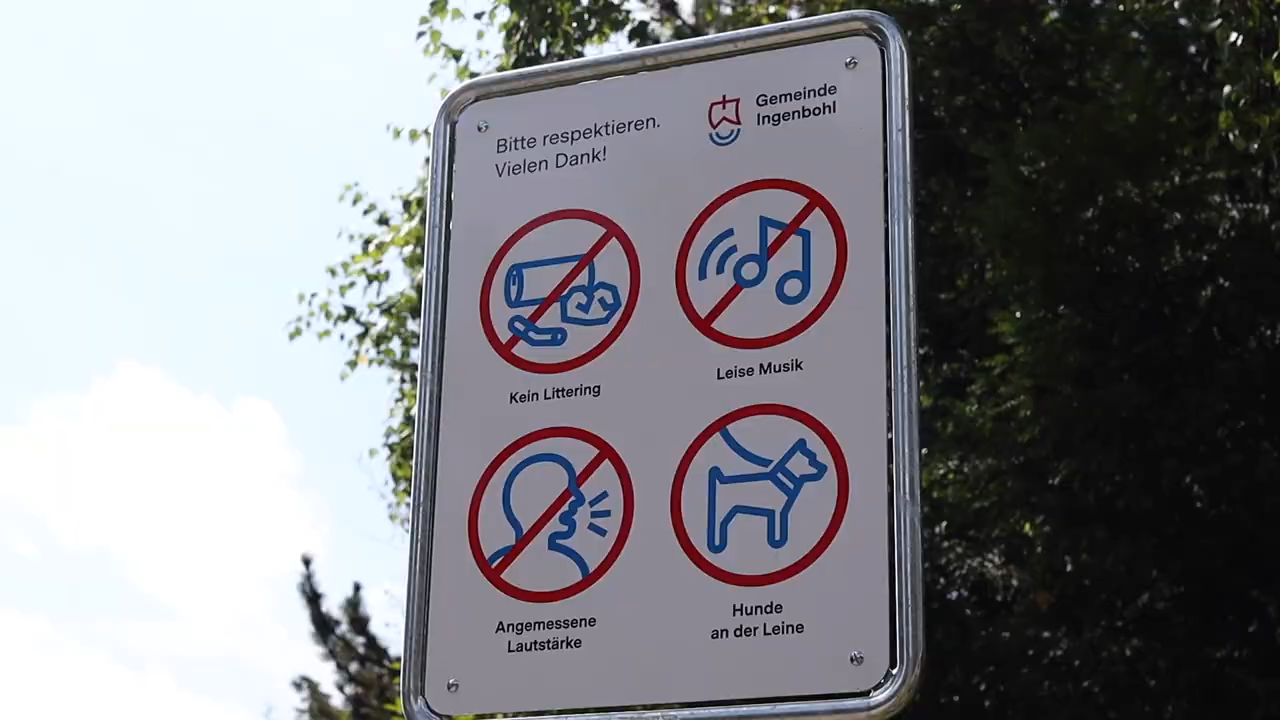 Bitte respektieren.
Vielen Dank!
Gemeinde
Ingenbohl
Kein Littering
Leise Musik
Angemessene
Lautstärke
Hunde
an der Leine